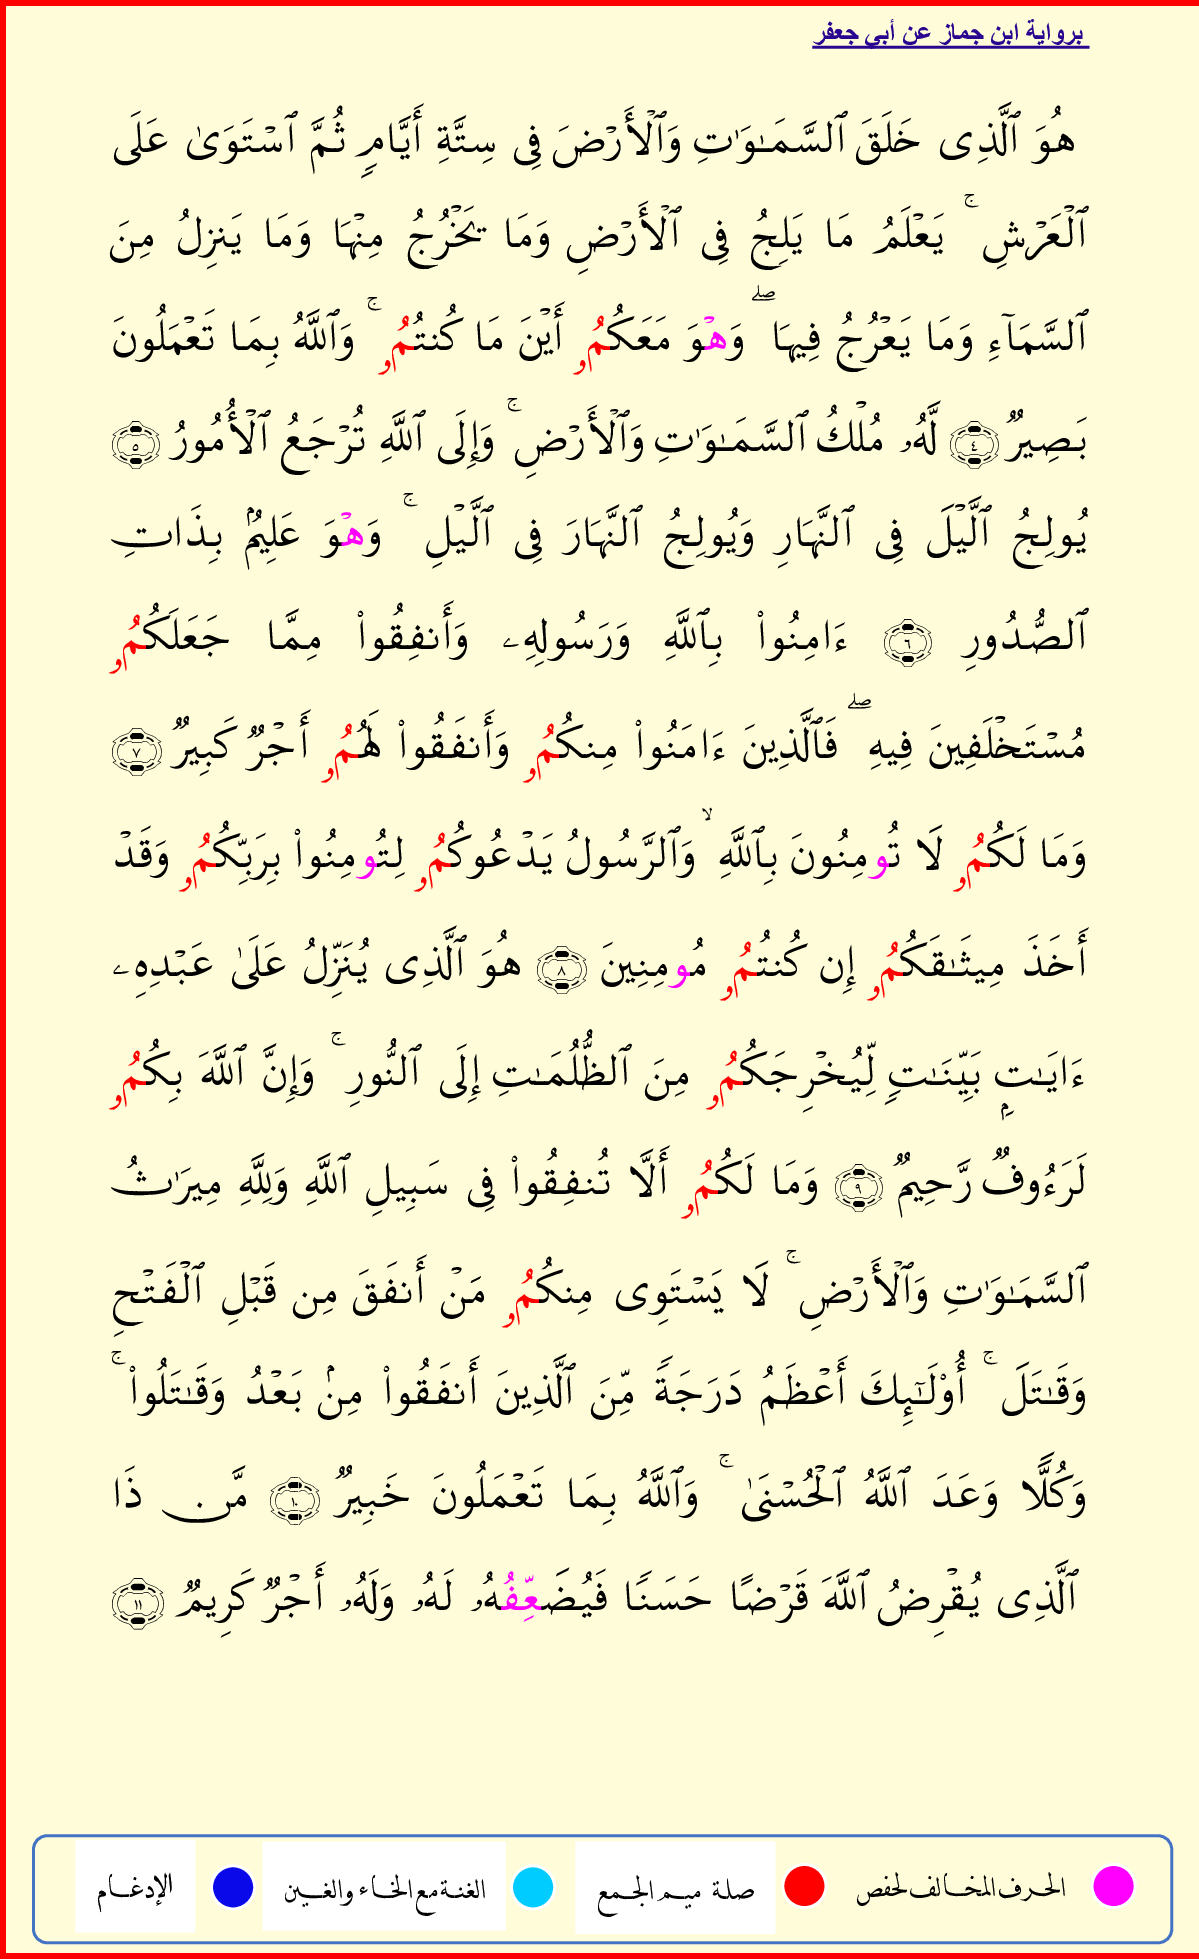 برواية ابن جماز عن أبي جعفر
هُوَ ٱلَّذِى خَلَقَ ٱلسَّمَـٰوَٰتِ وَٱلْأَرْضَ فِى سِتَّةِ أَيَّامٍ ثُمَّ ٱسْتَوَىٰ عَلَى
ٱلْعَرْشِ ۚ يَعْلَمُ مَا يَلِجُ فِى ٱلْأَرْضِ وَمَا يَخْرُجُ مِنْهَا وَمَا يَنزِلُ مِنَ
ٱلسَّمَآءِ وَمَا يَعْرُجُ فِيهَا ۖ وَهْوَ مَعَكُمُۥ أَيْنَ مَا كُنتُمُۥ ۚ وَٱللَّهُ بِمَا تَعْمَلُونَ
بَصِيرٌ ٤ لَّهُۥ مُلْكُ ٱلسَّمَـٰوَٰتِ وَٱلْأَرْضِ ۚ وَإِلَى ٱللَّهِ تُرْجَعُ ٱلْأُمُورُ ٥
يُولِجُ ٱلَّيْلَ فِى ٱلنَّهَارِ وَيُولِجُ ٱلنَّهَارَ فِى ٱلَّيْلِ ۚ وَهْوَ عَلِيمُۢ بِذَاتِ
ٱلصُّدُورِ ٦ ءَامِنُوا۟ بِٱللَّهِ وَرَسُولِهِۦ وَأَنفِقُوا۟ مِمَّا جَعَلَكُمُۥ
مُسْتَخْلَفِينَ فِيهِ ۖ فَٱلَّذِينَ ءَامَنُوا۟ مِنكُمُۥ وَأَنفَقُوا۟ لَهُمُۥ أَجْرٌ كَبِيرٌ ٧
وَمَا لَكُمُۥ لَا تُومِنُونَ بِٱللَّهِ ۙ وَٱلرَّسُولُ يَدْعُوكُمُۥ لِتُومِنُوا۟ بِرَبِّكُمُۥ وَقَدْ
أَخَذَ مِيثَـٰقَكُمُۥ إِن كُنتُمُۥ مُومِنِينَ ٨ هُوَ ٱلَّذِى يُنَزِّلُ عَلَىٰ عَبْدِهِۦ
ءَايَـٰتِۭ بَيِّنَـٰتٍ لِّيُخْرِجَكُمُۥ مِنَ ٱلظُّلُمَـٰتِ إِلَى ٱلنُّورِ ۚ وَإِنَّ ٱللَّهَ بِكُمُۥ
لَرَءُوفٌ رَّحِيمٌ ٩ وَمَا لَكُمُۥ أَلَّا تُنفِقُوا۟ فِى سَبِيلِ ٱللَّهِ وَلِلَّهِ مِيرَٰثُ
ٱلسَّمَـٰوَٰتِ وَٱلْأَرْضِ ۚ لَا يَسْتَوِى مِنكُمُۥ مَنْ أَنفَقَ مِن قَبْلِ ٱلْفَتْحِ
وَقَـٰتَلَ ۚ أُو۟لَـٰٓئِكَ أَعْظَمُ دَرَجَةً مِّنَ ٱلَّذِينَ أَنفَقُوا۟ مِنۢ بَعْدُ وَقَـٰتَلُوا۟ ۚ
وَكُلًّا وَعَدَ ٱللَّهُ ٱلْحُسْنَىٰ ۚ وَٱللَّهُ بِمَا تَعْمَلُونَ خَبِيرٌ ١٠ مَّن ذَا
ٱلَّذِى يُقْرِضُ ٱللَّهَ قَرْضًا حَسَنًا فَيُضَعِّفُهُۥ لَهُۥ وَلَهُۥ أَجْرٌ كَرِيمٌ ١١
الحرف المخالف لحفص صلة ميم الجمع الغنة مع الخاء والغين الإدغام